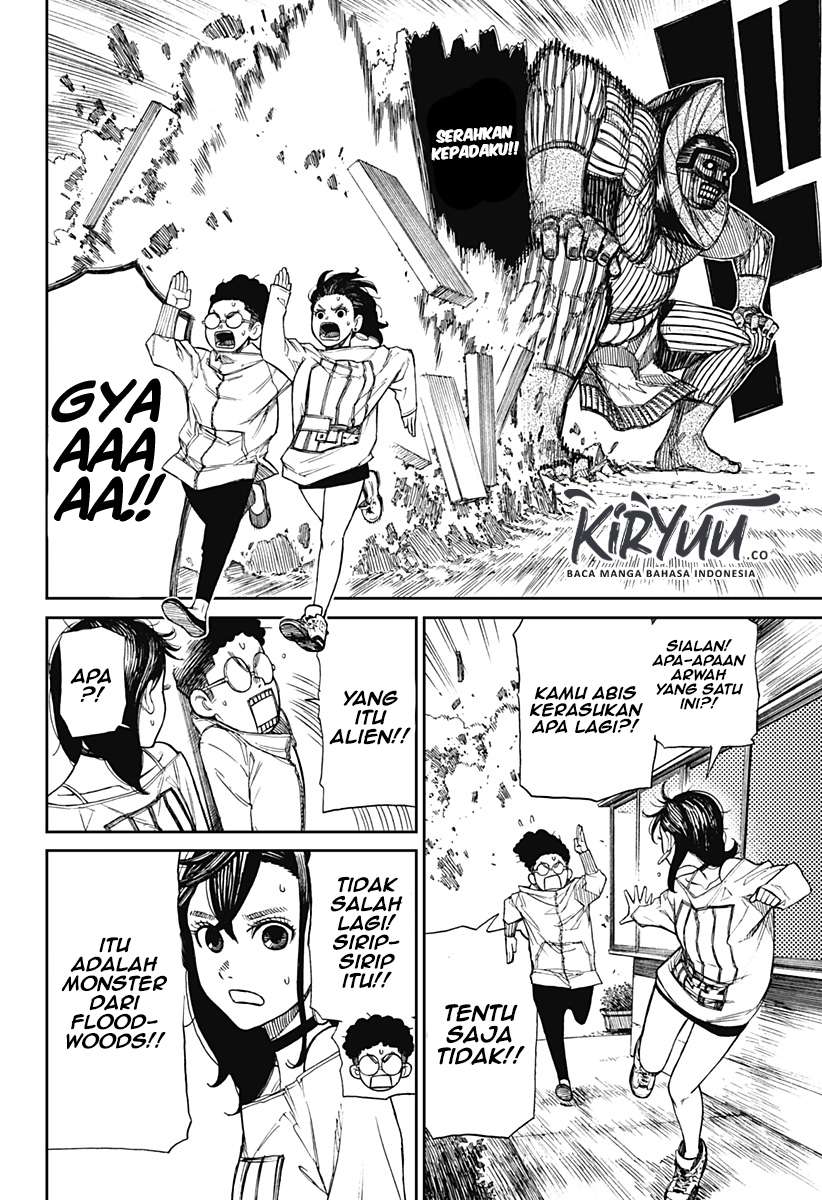 SERAHKAN
KEPADAKU!!
GYA
AAA
AA!!
KIRYUU.CO
BACA MANGA BAHASA INDONESIA
SIALAN!
APA-APAAN
ARWAH
YANG SATU
INI?!
KAMU ABIS
KERASUKAN
APA LAGI?!
TENTU
SAJA
TIDAK!!
YANG
ITU
ALIEN!!
APA
?!
TIDAK
SALAH
LAGI!
SIRIP-
SIRIP
ITU!!
ITU
ADALAH
MONSTER
DARI
FLOOD-
WOODS!!